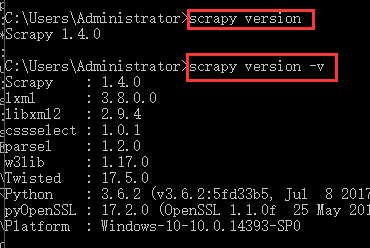 C:\Users\Administrator>scrapy version
Scrapy 1.4.0
C:\Users\Administrator>scrapy version -v
Scrapy : 1.4.0
lxml : 3.8.0.0
libxml2 : 2.9.4
cssselect : 1.0.1
parsel : 1.2.0
w3lib : 1.17.0
Twisted : 17.5.0
Python : 3.6.2 (v3.6.2:5fd33b5, Jul 8 2017
pyOpenSSL : 17.2.0 (OpenSSL 1.1.0f 25 May 201
Platform : Windows-10-10.0.14393-SP0